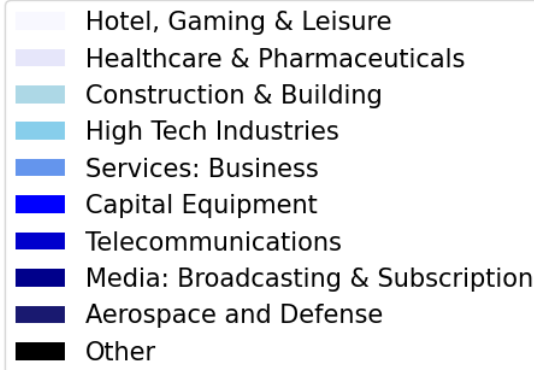 Hotel, Gaming & Leisure
Healthcare & Pharmaceuticals
Construction & Building
High Tech Industries
Services: Business
Capital Equipment
Telecommunications
Media: Broadcasting & Subscription
Aerospace and Defense
Other